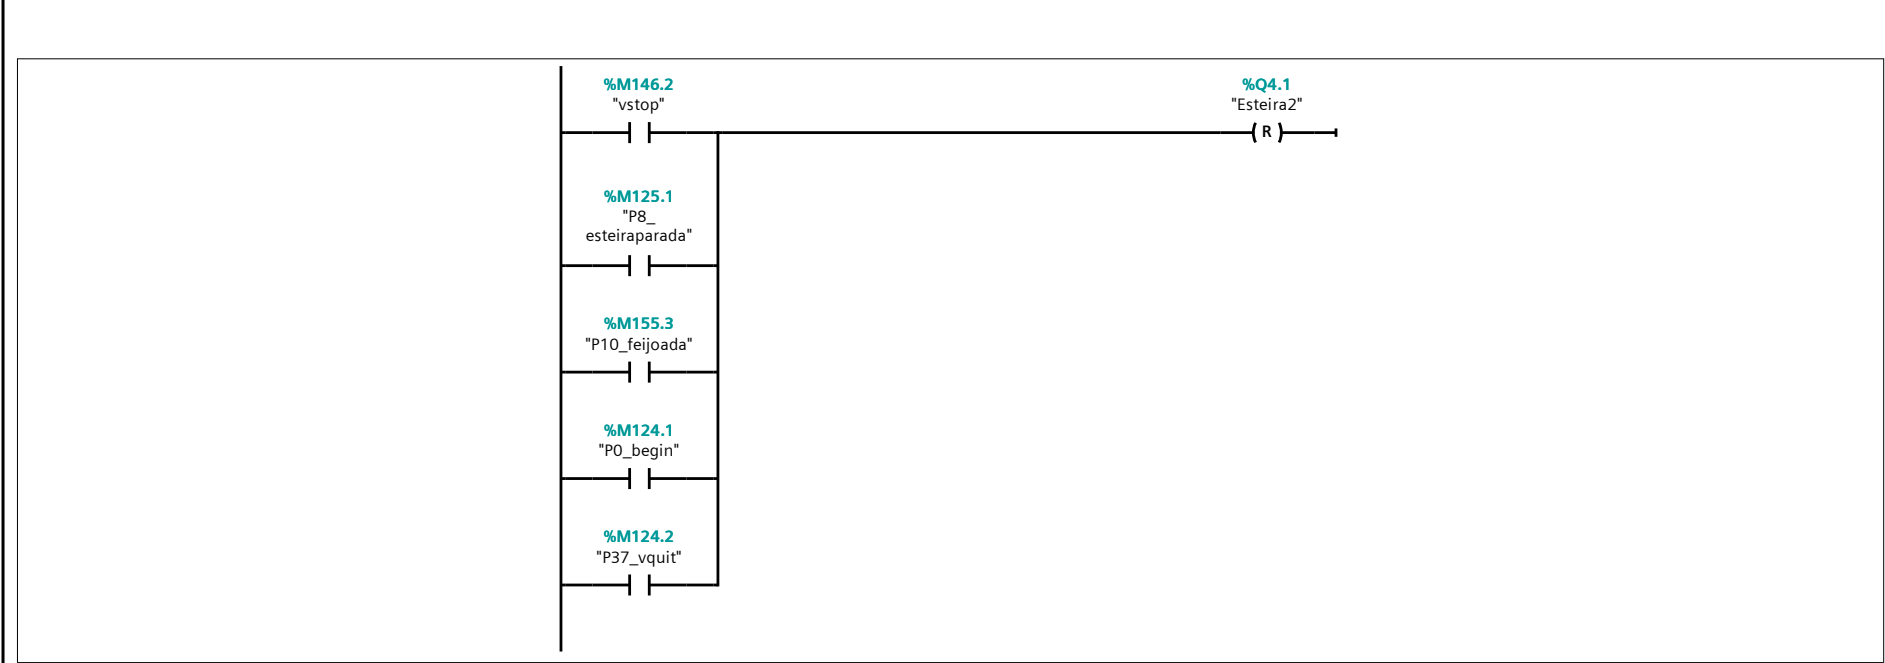 %M146.2
"vstop"
%Q4.1
"Esteira2"
R
%M125.1
"P8_
esteiraparada"
%M155.3
"P10_feijoada"
%M124.1
"P0_begin"
%M124.2
"P37_vquit"